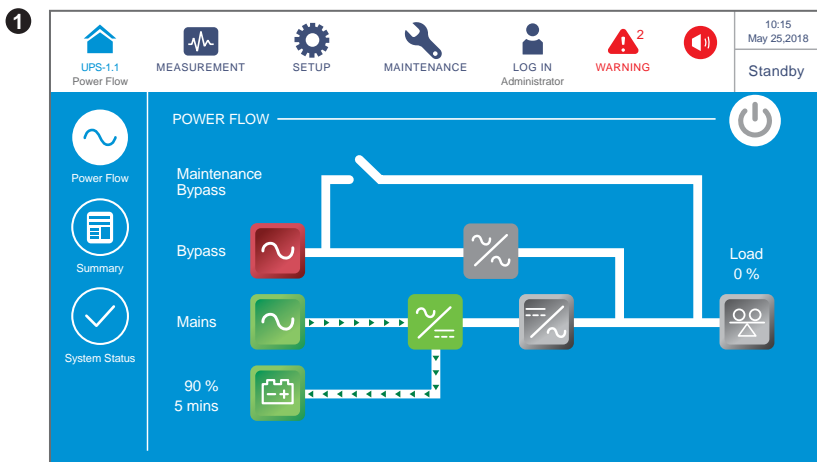 1
10:15
May 25,2018
Standby
UPS-1.1
Power Flow
MEASUREMENT
SETUP
MAINTENANCE
LOG IN
Administrator
2
WARNING
POWER FLOW
Power Flow
Summary
System Status
Maintenance
Bypass
Bypass
Load
0 %
Mains
90 %
5 mins